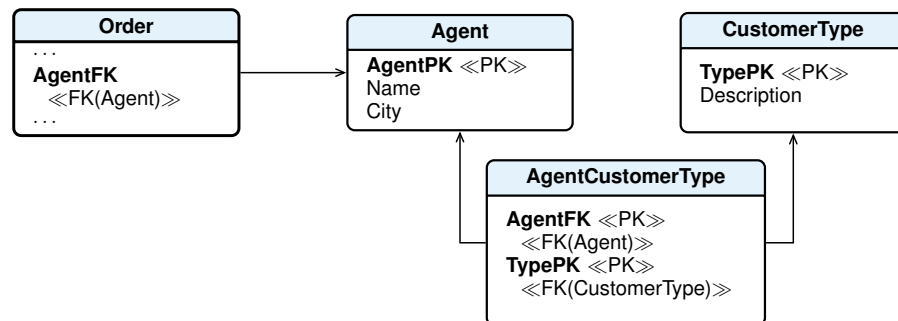 Order
. . .
AgentFK
≪FK(Agent)≫
. . .
Agent
AgentPK ≪PK≫
Name
City
CustomerType
TypePK ≪PK≫
Description
AgentCustomerType
AgentFK ≪PK≫
≪FK(Agent)≫
TypePK ≪PK≫
≪FK(CustomerType)≫